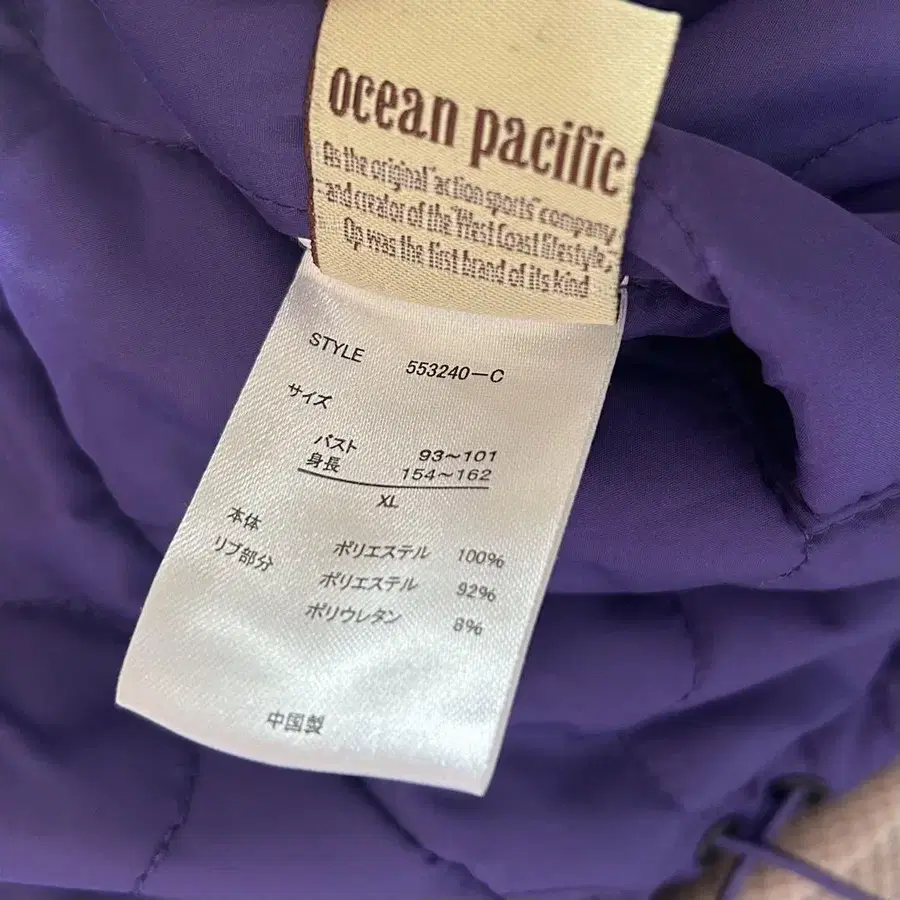 ocean pacific
As the original "action sports" company
and creator of the "West Coast lifestyle,"
Op was the first brand of its kind
STYLE 553240-C
サイズ
バスト 93~101
身長 154~162
XL
本体 ポリエステル 100%
リブ部分 ポリエステル 92%
ポリウレタン 8%
中国製